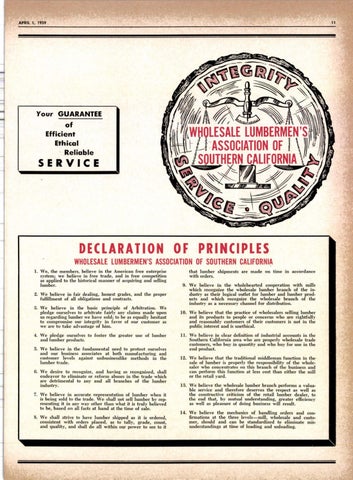 APRIL 1, 1959
11
Your GUARANTEE
of
Efficient
Ethical
Reliable
SERVICE
INTEGRITY
WHOLESALE LUMBERMEN'S
ASSOCIATION OF
SOUTHERN CALIFORNIA
SERVICE - QUALITY
DECLARATION OF PRINCIPLES
WHOLESALE LUMBERMEN'S ASSOCIATION OF SOUTHERN CALIFORNIA
1. We, the members, believe in the American free enterprise
system; we believe in free trade, and in free competition
as applied to the historical manner of acquiring and selling
lumber.
2. We believe in fair dealing, honest grades, and the proper
fulfillment of all obligations and contracts.
3. We believe in the basic principle of Arbitration. We
pledge ourselves to arbitrate fairly any claims made upon
us regarding lumber we have sold; to be as equally hesitant
to compromise our integrity in favor of our customer as
we are to take advantage of him.
4. We pledge ourselves to foster the greater use of lumber
and lumber products.
5. We believe in the fundamental need to protect ourselves
and our business associates at both manufacturing and
customer levels against unbusinesslike methods in the
lumber trade.
6. We desire to recognize, and having so recognized, shall
endeavor to eliminate or reform abuses in the trade which
are detrimental to any and all branches of the lumber
industry.
7. We believe in accurate representation of lumber when it
is being sold to the trade. We shall not sell lumber by rep-
resenting it in any way other than what it is truly believed
to be, based on all facts at hand at the time of sale.
8. We shall strive to have lumber shipped as it is ordered,
consistent with orders placed, as to tally, grade, count,
and quality, and shall do all within our power to see to it
that lumber shipments are made on time in accordance
with orders.
9. We believe in the wholehearted cooperation with mills
which recognize the wholesale lumber branch of the in-
dustry as their logical outlet for lumber and lumber prod-
ucts and which recognize the wholesale branch of the
industry as a necessary channel for distribution.
10. We believe that the practice of wholesalers selling lumber
and its products to people or concerns who are rightfully
and reasonably customers of their customers is not in the
public interest and is unethical.
11. We believe in clear definition of industrial accounts in the
Southern California area who are properly wholesale trade
customers, who buy in quantity and who buy for use in the
end product.
12. We believe that the traditional middleman function in the
sale of lumber is properly the responsibility of the whole-
saler who concentrates on this branch of the business and
can perform this function at less cost than either the mill
or the retail yard.
13. We believe the wholesale lumber branch performs a value
able service and therefore deserves the respect as well as
the constructive criticism of the retail lumber dealer, to
the end that, by mutual understanding, greater efficiency
as well as pleasure of doing business will result.
14. We believe the mechanics of handling orders and con-
firmations at the three levels—mill, wholesale and custo-
mer, should and can be standardized to eliminate mis-
understandings at time of lending and unloading.